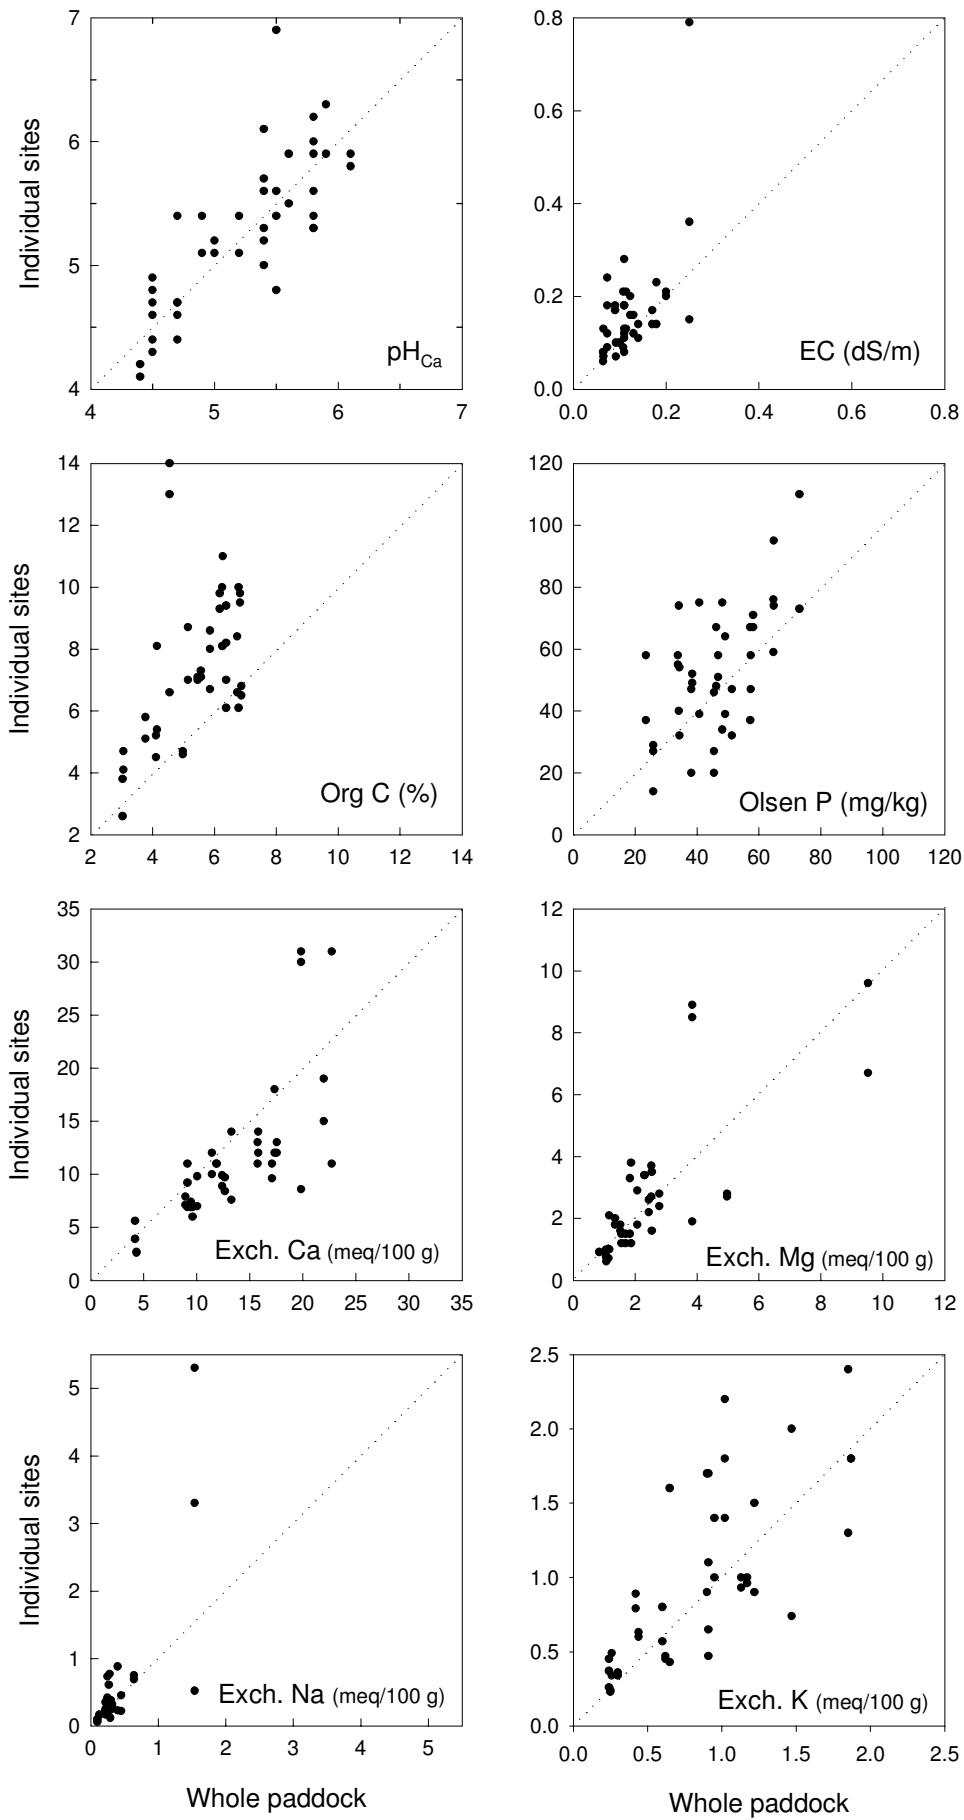 7
6
5
4
Individual sites
pH_Ca
4 5 6 7
0.8
0.6
0.4
0.2
0.0
EC (dS/m)
0.0 0.2 0.4 0.6 0.8
14
12
10
8
6
4
2
Individual sites
Org C (%)
2 4 6 8 10 12 14
120
100
80
60
40
20
0
Olsen P (mg/kg)
0 20 40 60 80 100 120
35
30
25
20
15
10
5
0
Individual sites
Exch. Ca (meq/100 g)
0 5 10 15 20 25 30 35
12
10
8
6
4
2
0
Exch. Mg (meq/100 g)
0 2 4 6 8 10 12
5
4
3
2
1
0
Individual sites
Exch. Na (meq/100 g)
0 1 2 3 4 5
Whole paddock
2.5
2.0
1.5
1.0
0.5
0.0
Exch. K (meq/100 g)
0.0 0.5 1.0 1.5 2.0 2.5
Whole paddock